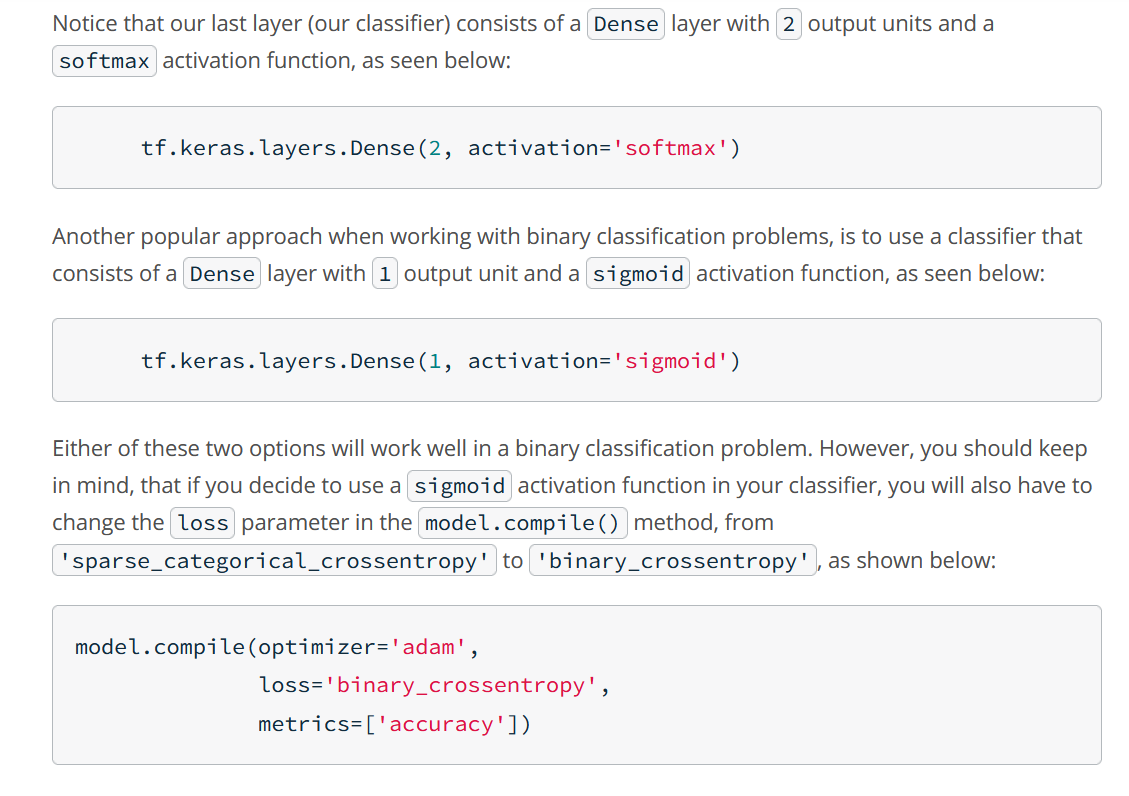 Notice that our last layer (our classifier) consists of a Dense layer with 2 output units and a
softmax activation function, as seen below:
tf.keras.layers.Dense(2, activation='softmax')
Another popular approach when working with binary classification problems, is to use a classifier that
consists of a Dense layer with 1 output unit and a sigmoid activation function, as seen below:
tf.keras.layers.Dense(1, activation='sigmoid')
Either of these two options will work well in a binary classification problem. However, you should keep
in mind, that if you decide to use a sigmoid activation function in your classifier, you will also have to
change the loss parameter in the model.compile() method, from
'sparse_categorical_crossentropy' to 'binary_crossentropy', as shown below:
model.compile(optimizer='adam',
loss='binary_crossentropy',
metrics=['accuracy'])